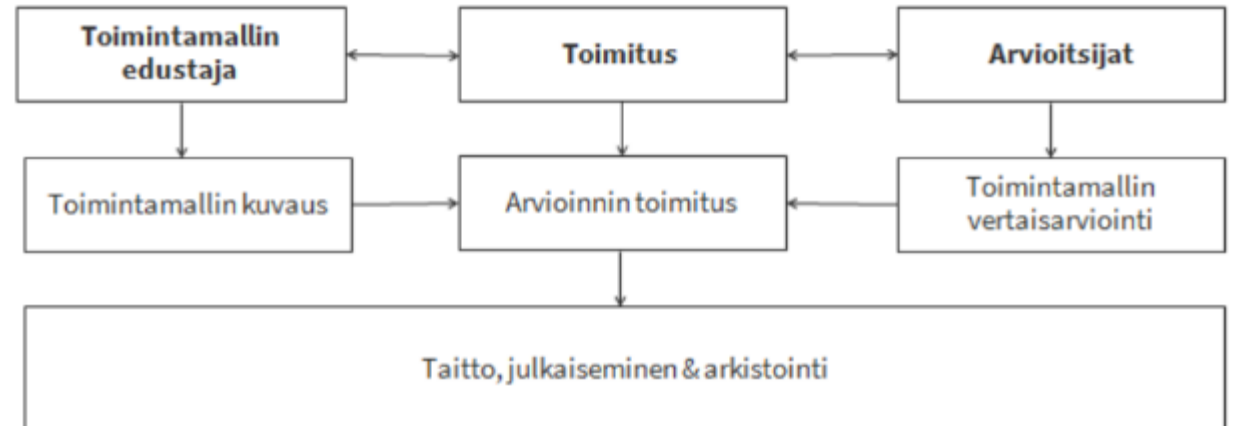 Toimintamallin
edustaja
Toimitus
Arvioitsijat
Toimintamallin kuvaus
Arvioinnin toimitus
Toimintamallin
vertaisarviointi
Taitto, julkaiseminen & arkistointi